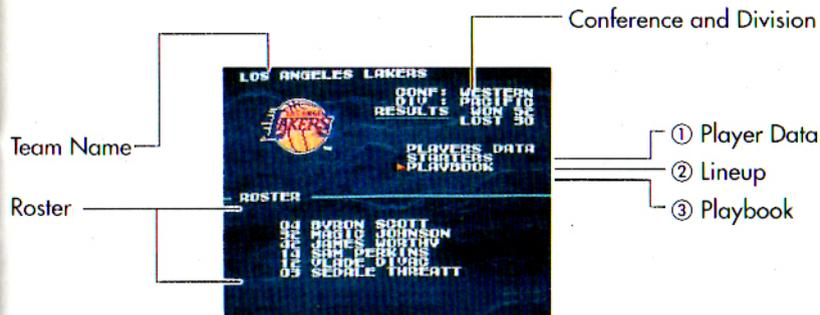 Conference and Division
LOS ANGELES LAKERS
CONF: WESTERN
DIV : PACIFIC
RESULTS WON
LOST
LAKERS
Team Name
PLAYERS DATA
STARTERS
PLAYBOOK
① Player Data
② Lineup
③ Playbook
Roster
ROSTER
04 BYRON SCOTT
32 MAGIC JOHNSON
42 JAMES WORTHY
14 SAM PERKINS
12 VLADE DIVAC
03 SEDALE THREATT